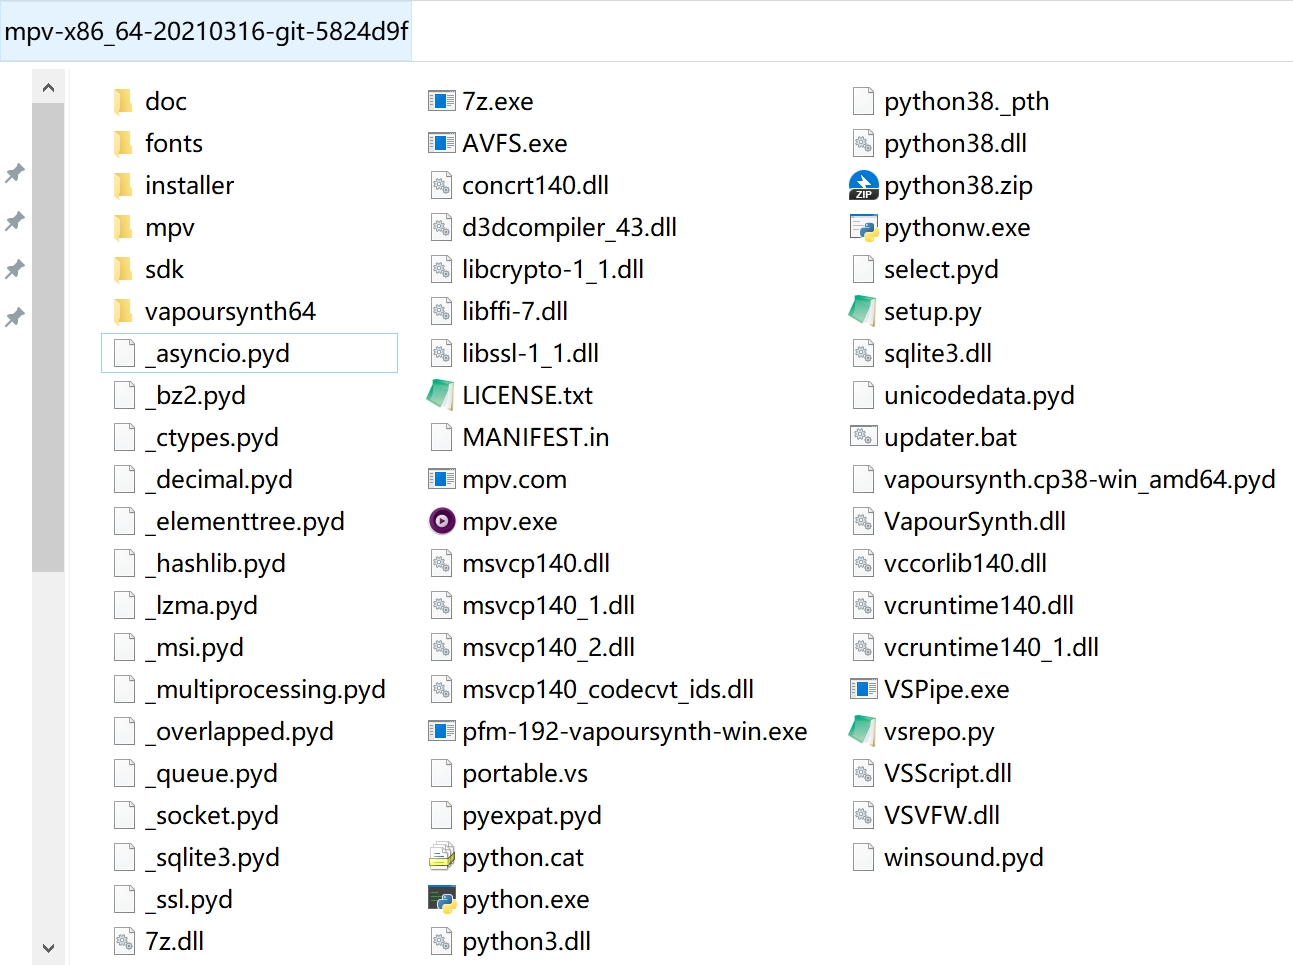 mpv-x86_64-20210316-git-5824d9f
doc
fonts
installer
mpv
sdk
vapoursynth64
_asyncio.pyd
_bz2.pyd
_ctypes.pyd
_decimal.pyd
_elementtree.pyd
_hashlib.pyd
_lzma.pyd
_msi.pyd
_multiprocessing.pyd
_overlapped.pyd
_queue.pyd
_socket.pyd
_sqlite3.pyd
_ssl.pyd
7z.dll
7z.exe
AVFS.exe
concrt140.dll
d3dcompiler_43.dll
libcrypto-1_1.dll
libffi-7.dll
libssl-1_1.dll
LICENSE.txt
MANIFEST.in
mpv.com
mpv.exe
msvcp140.dll
msvcp140_1.dll
msvcp140_2.dll
msvcp140_codecvt_ids.dll
pfm-192-vapoursynth-win.exe
portable.vs
pyexpat.pyd
python.cat
python.exe
python3.dll
python38._pth
python38.dll
ZIP python38.zip
pythonw.exe
select.pyd
setup.py
sqlite3.dll
unicodedata.pyd
updater.bat
vapoursynth.cp38-win_amd64.pyd
VapourSynth.dll
vccorlib140.dll
vcruntime140.dll
vcruntime140_1.dll
VSPipe.exe
vsrepo.py
VSScript.dll
VSVFW.dll
winsound.pyd